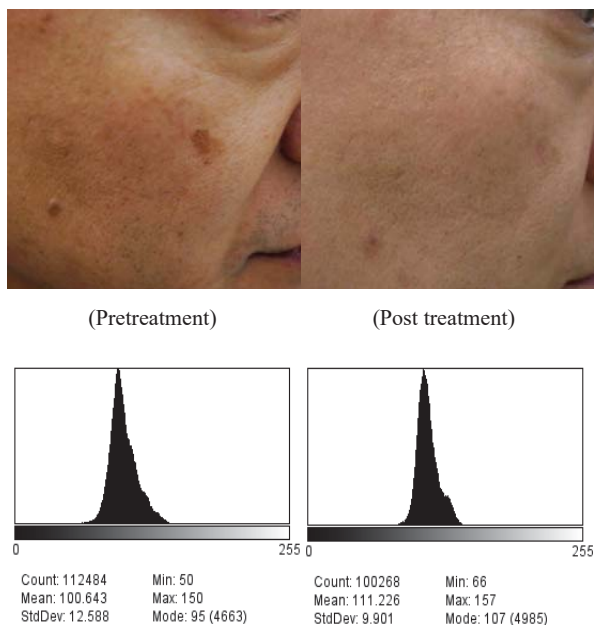 (Pretreatment) (Post treatment)
0 255 0 255
Count: 112484 Min: 50
Mean: 100.643 Max: 150
StdDev: 12.588 Mode: 95 (4663)
Count: 100268 Min: 66
Mean: 111.226 Max: 157
StdDev: 9.901 Mode: 107 (4985)